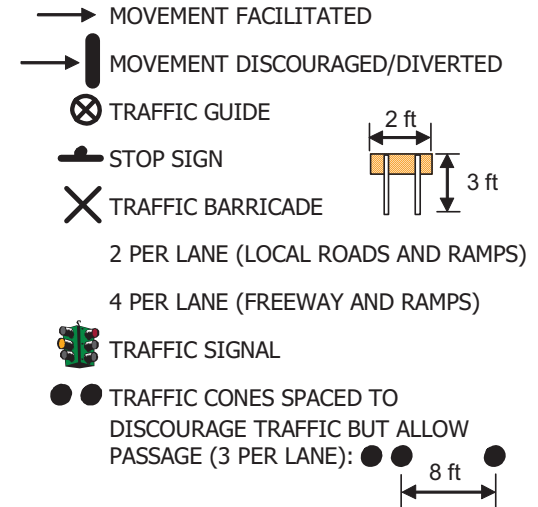 MOVEMENT FACILITATED
MOVEMENT DISCOURAGED/DIVERTED
TRAFFIC GUIDE
2 ft
STOP SIGN
3 ft
TRAFFIC BARRICADE
2 PER LANE (LOCAL ROADS AND RAMPS)
4 PER LANE (FREEWAY AND RAMPS)
TRAFFIC SIGNAL
TRAFFIC CONES SPACED TO
DISCOURAGE TRAFFIC BUT ALLOW
PASSAGE (3 PER LANE):
8 ft